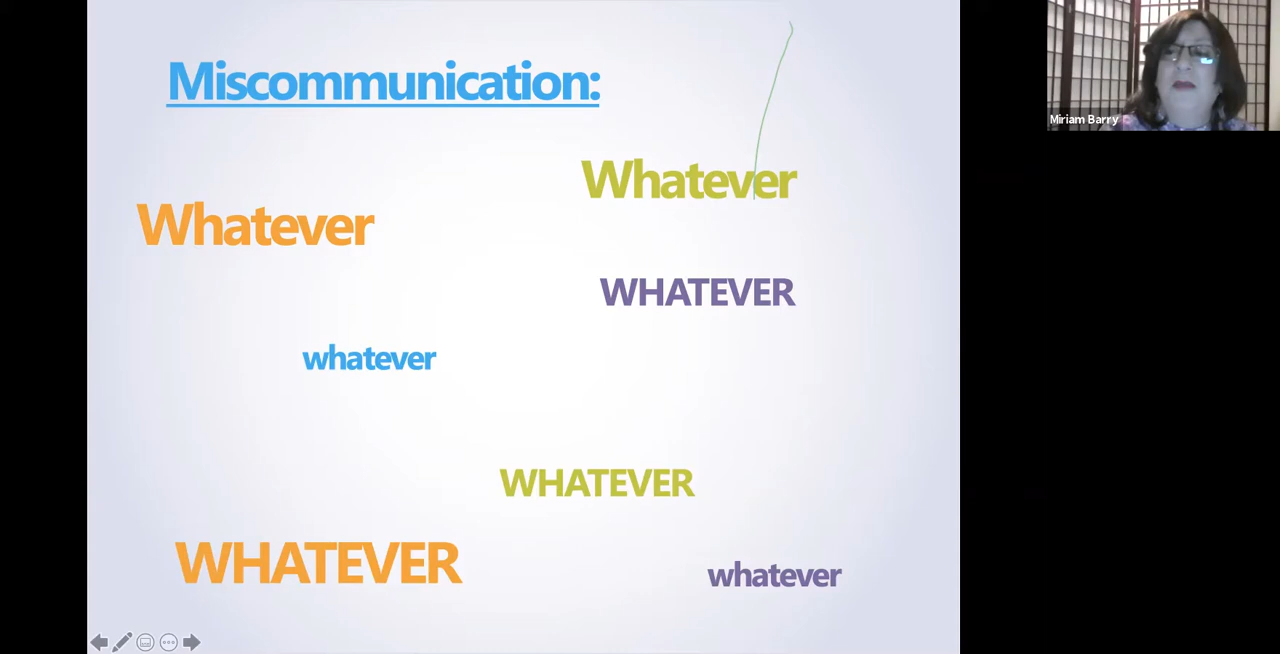 Miscommunication:
Whatever
Whatever
WHATEVER
whatever
WHATEVER
WHATEVER
whatever
Miriam Barry